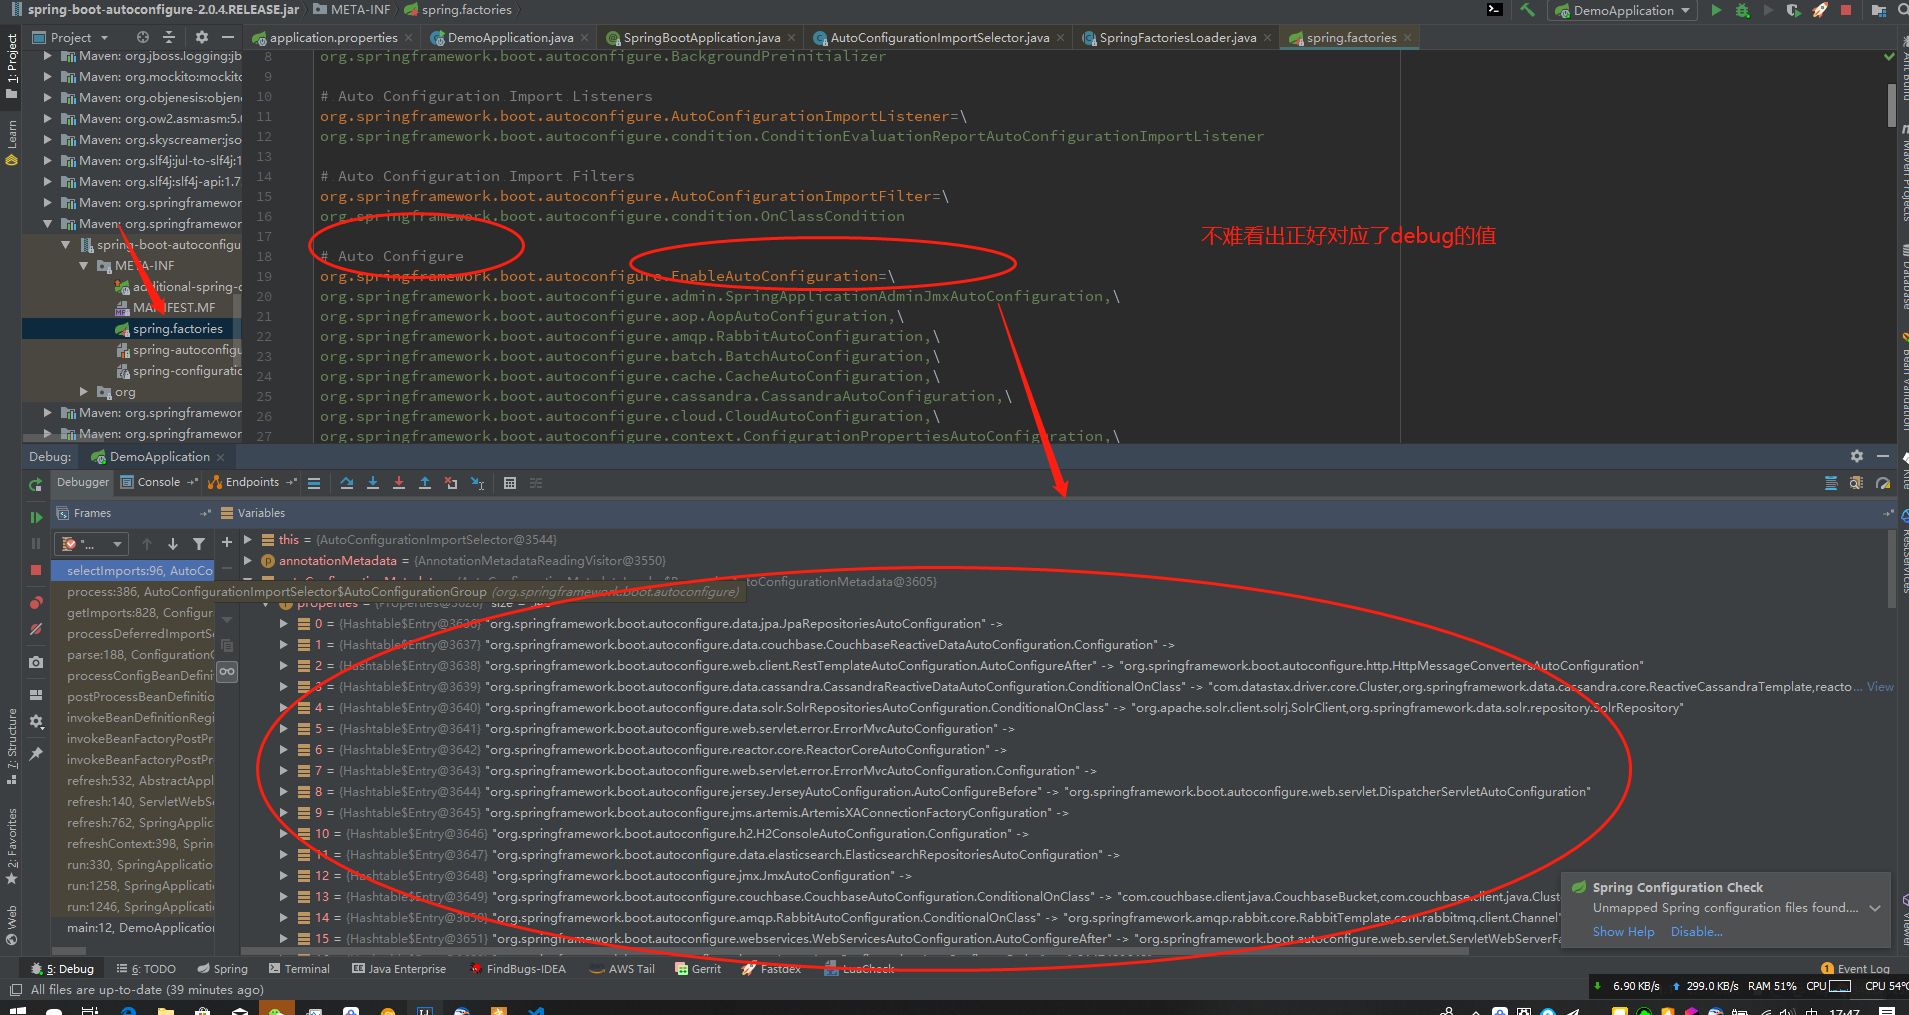 spring-boot-autoconfigure-2.0.4.RELEASE.jar META-INF spring.factories
DemoApplication
Project
application.properties DemoApplication.java SpringBootApplication.java AutoConfigurationImportSelector.java SpringFactoriesLoader.java spring.factories
1: Project
Learn
7: Structure
2: Favorites
Web
Maven: org.jboss.logging:jb
Maven: org.mockito:mockito
Maven: org.objenesis:objen
Maven: org.ow2.asm:asm:5.0
Maven: org.skyscreamer:jso
Maven: org.slf4j:jul-to-slf4j:1
Maven: org.slf4j:slf4j-api:1.7
Maven: org.springframewor
Maven: org.springframewor
spring-boot-autoconfigu
META-INF
additional-spring-c
MANIFEST.MF
spring.factories
spring-autoconfigu
spring-configuratio
org
Maven: org.springframewor
Maven: org.springframewor
8 org.springframework.boot.autoconfigure.BackgroundPreinitializer
9
10 # Auto Configuration Import Listeners
11 org.springframework.boot.autoconfigure.AutoConfigurationImportListener=\
12 org.springframework.boot.autoconfigure.condition.ConditionEvaluationReportAutoConfigurationImportListener
13
14 # Auto Configuration Import Filters
15 org.springframework.boot.autoconfigure.AutoConfigurationImportFilter=\
16 org.springframework.boot.autoconfigure.condition.OnClassCondition
17
18 # Auto Configure
19 org.springframework.boot.autoconfigure.EnableAutoConfiguration=\
20 org.springframework.boot.autoconfigure.admin.SpringApplicationAdminJmxAutoConfiguration,\
21 org.springframework.boot.autoconfigure.aop.AopAutoConfiguration,\
22 org.springframework.boot.autoconfigure.amqp.RabbitAutoConfiguration,\
23 org.springframework.boot.autoconfigure.batch.BatchAutoConfiguration,\
24 org.springframework.boot.autoconfigure.cache.CacheAutoConfiguration,\
25 org.springframework.boot.autoconfigure.cassandra.CassandraAutoConfiguration,\
26 org.springframework.boot.autoconfigure.cloud.CloudAutoConfiguration,\
27 org.springframework.boot.autoconfigure.context.ConfigurationPropertiesAutoConfiguration,\
不难看出正好对应了debug的值
Ant Build
Maven Projects
Database
Bean Validation
RestServices
Debug: DemoApplication
Debugger Console Endpoints
Frames
Variables
selectImports:96, AutoCo
process:386, AutoConfigurationImportSelector$AutoConfigurationGroup (org.springframework.boot.autoconfigure)
getImports:828, Configur
processDeferredImportSe
parse:188, Configuration
processConfigBeanDefini
postProcessBeanDefinitio
invokeBeanDefinitionRegi
invokeBeanFactoryPostPr
invokeBeanFactoryPostPr
refresh:532, AbstractAppl
refresh:140, ServletWebS
refresh:762, SpringApplic
refreshContext:398, Sprin
run:330, SpringApplicatio
run:1258, SpringApplicati
run:1246, SpringApplicati
main:12, DemoApplication
this = {AutoConfigurationImportSelector@3544}
annotationMetadata = {AnnotationMetadataReadingVisitor@3550}
toConfigurationMetadata@3605}
properties = {Properties@3628} size =
0 = {Hashtable$Entry@3636} "org.springframework.boot.autoconfigure.data.jpa.JpaRepositoriesAutoConfiguration" ->
1 = {Hashtable$Entry@3637} "org.springframework.boot.autoconfigure.data.couchbase.CouchbaseReactiveDataAutoConfiguration.Configuration" ->
2 = {Hashtable$Entry@3638} "org.springframework.boot.autoconfigure.web.client.RestTemplateAutoConfiguration.AutoConfigureAfter" -> "org.springframework.boot.autoconfigure.http.HttpMessageConvertersAutoConfiguration"
3 = {Hashtable$Entry@3639} "org.springframework.boot.autoconfigure.data.cassandra.CassandraReactiveDataAutoConfiguration.ConditionalOnClass" -> "com.datastax.driver.core.Cluster,org.springframework.data.cassandra.core.ReactiveCassandraTemplate,reacto... View
4 = {Hashtable$Entry@3640} "org.springframework.boot.autoconfigure.data.solr.SolrRepositoriesAutoConfiguration.ConditionalOnClass" -> "org.apache.solr.client.solrj.SolrClient,org.springframework.data.solr.repository.SolrRepository"
5 = {Hashtable$Entry@3641} "org.springframework.boot.autoconfigure.web.servlet.error.ErrorMvcAutoConfiguration" ->
6 = {Hashtable$Entry@3642} "org.springframework.boot.autoconfigure.reactor.core.ReactorCoreAutoConfiguration" ->
7 = {Hashtable$Entry@3643} "org.springframework.boot.autoconfigure.web.servlet.error.ErrorMvcAutoConfiguration.Configuration" ->
8 = {Hashtable$Entry@3644} "org.springframework.boot.autoconfigure.jersey.JerseyAutoConfiguration.AutoConfigureBefore" -> "org.springframework.boot.autoconfigure.web.servlet.DispatcherServletAutoConfiguration"
9 = {Hashtable$Entry@3645} "org.springframework.boot.autoconfigure.jms.artemis.ArtemisXAConnectionFactoryConfiguration" ->
10 = {Hashtable$Entry@3646} "org.springframework.boot.autoconfigure.h2.H2ConsoleAutoConfiguration.Configuration" ->
11 = {Hashtable$Entry@3647} "org.springframework.boot.autoconfigure.data.elasticsearch.ElasticsearchRepositoriesAutoConfiguration" ->
12 = {Hashtable$Entry@3648} "org.springframework.boot.autoconfigure.jmx.JmxAutoConfiguration" ->
13 = {Hashtable$Entry@3649} "org.springframework.boot.autoconfigure.couchbase.CouchbaseAutoConfiguration.ConditionalOnClass" -> "com.couchbase.client.java.CouchbaseBucket,com.couchbase.client.java.Clust
14 = {Hashtable$Entry@3650} "org.springframework.boot.autoconfigure.amqp.RabbitAutoConfiguration.ConditionalOnClass" -> "org.springframework.amqp.rabbit.core.RabbitTemplate,com.rabbitmq.client.Channel"
15 = {Hashtable$Entry@3651} "org.springframework.boot.autoconfigure.webservices.WebServicesAutoConfiguration.AutoConfigureAfter" -> "org.springframework.boot.autoconfigure.web.servlet.ServletWebServerFa
Spring Configuration Check
Unmapped Spring configuration files found....
Show Help Disable...
5: Debug 6: TODO Spring Terminal Java Enterprise FindBugs-IDEA AWS Tail Gerrit Fastdex LuaCheck
1 Event Log
All files are up-to-date (39 minutes ago)
6.90 KB/s 299.0 KB/s RAM 51% CPU CPU 54°
17:47